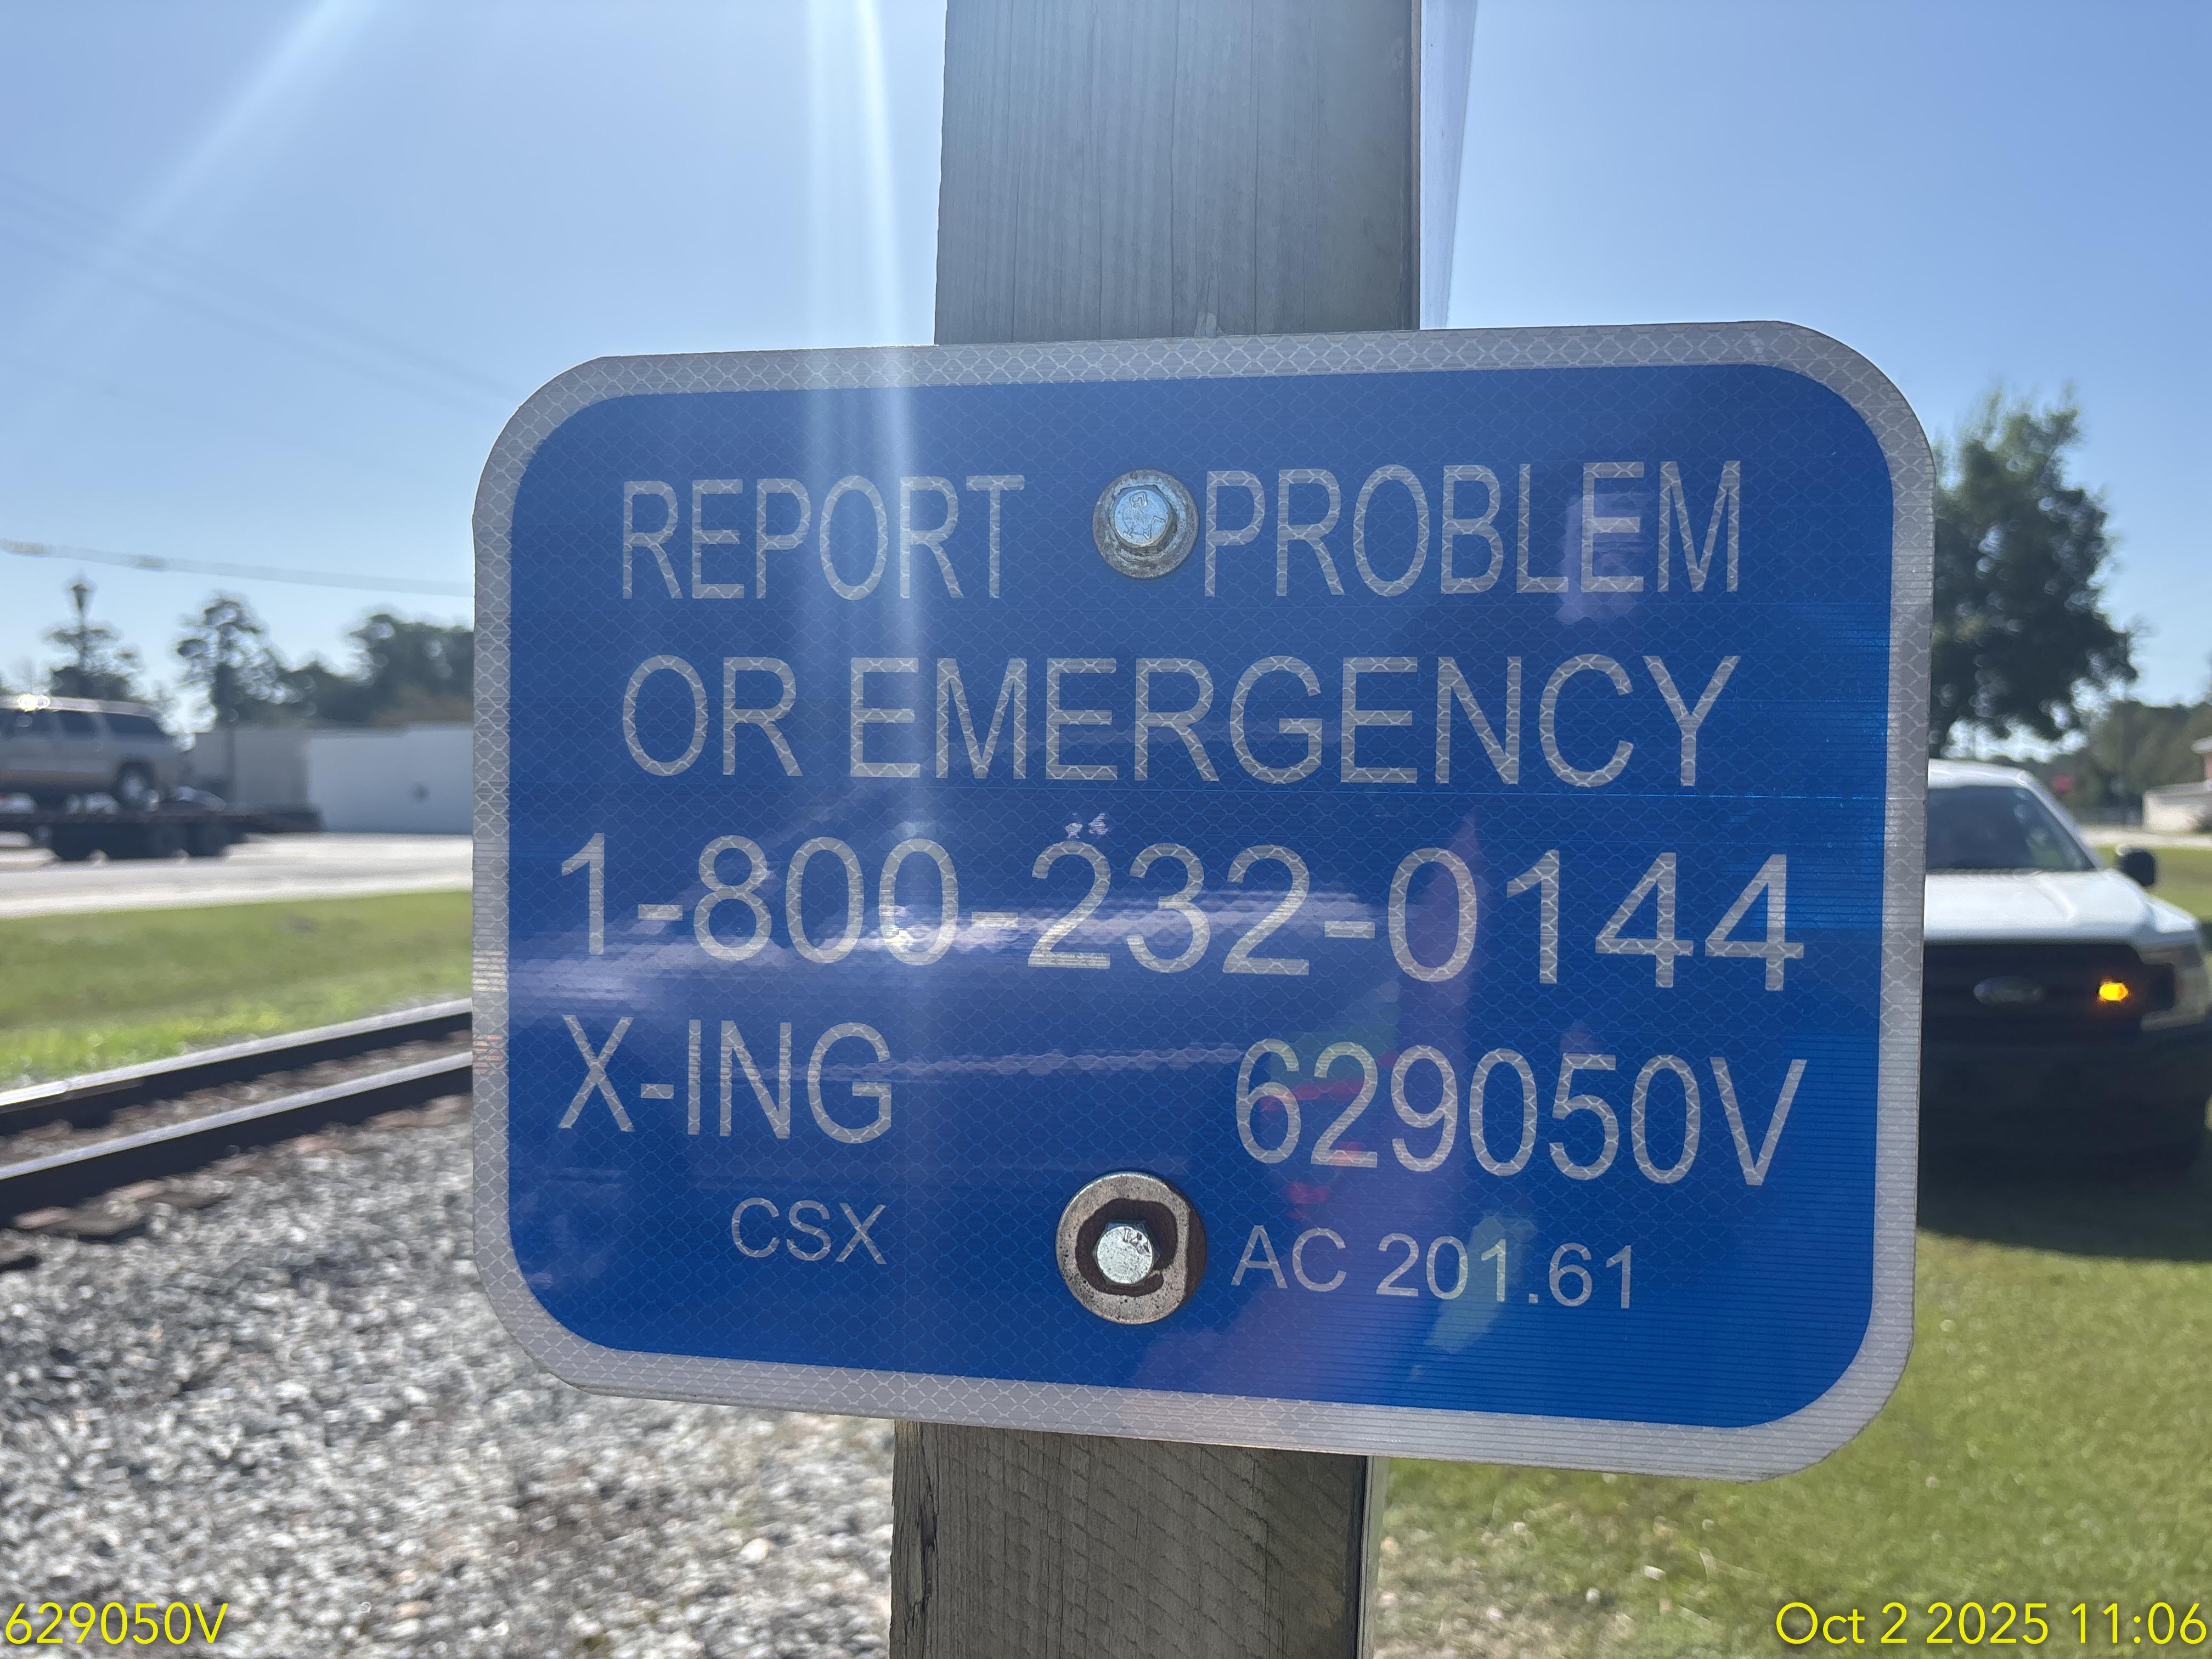 REPORT PROBLEM
OR EMERGENCY
1-800-232-0144
X-ING 629050V
CSX AC 201.61
629050V
Oct 2 2025 11:06